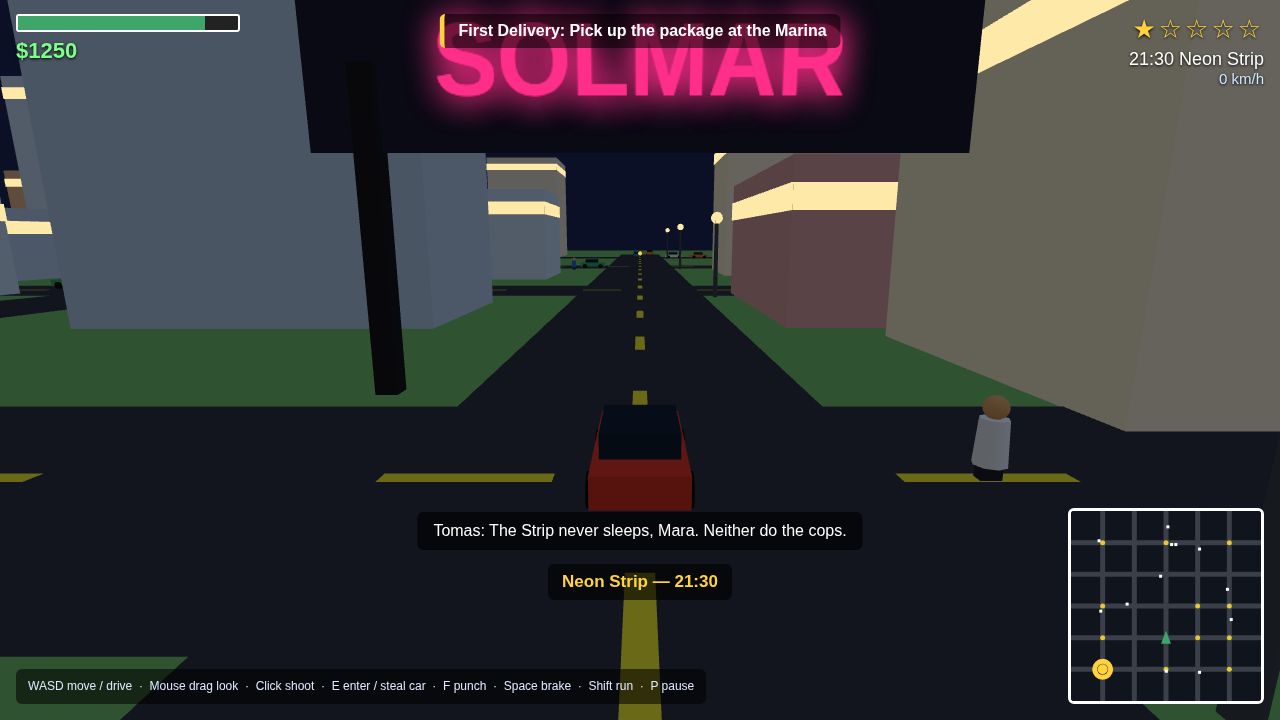 First Delivery: Pick up the package at the Marina
$1250
★☆☆☆☆
21:30 Neon Strip
0 km/h
SOLMAR
Tomas: The Strip never sleeps, Mara. Neither do the cops.
Neon Strip — 21:30
WASD move / drive · Mouse drag look · Click shoot · E enter / steal car · F punch · Space brake · Shift run · P pause